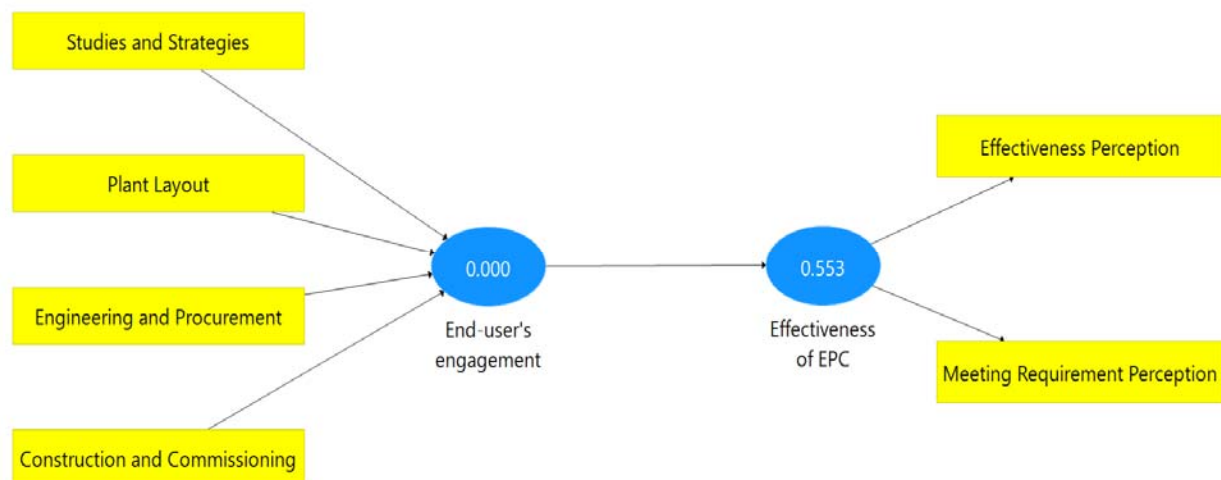 Studies and Strategies
Plant Layout
Engineering and Procurement
Construction and Commissioning
0.000
End-user's
engagement
0.553
Effectiveness
of EPC
Effectiveness Perception
Meeting Requirement Perception